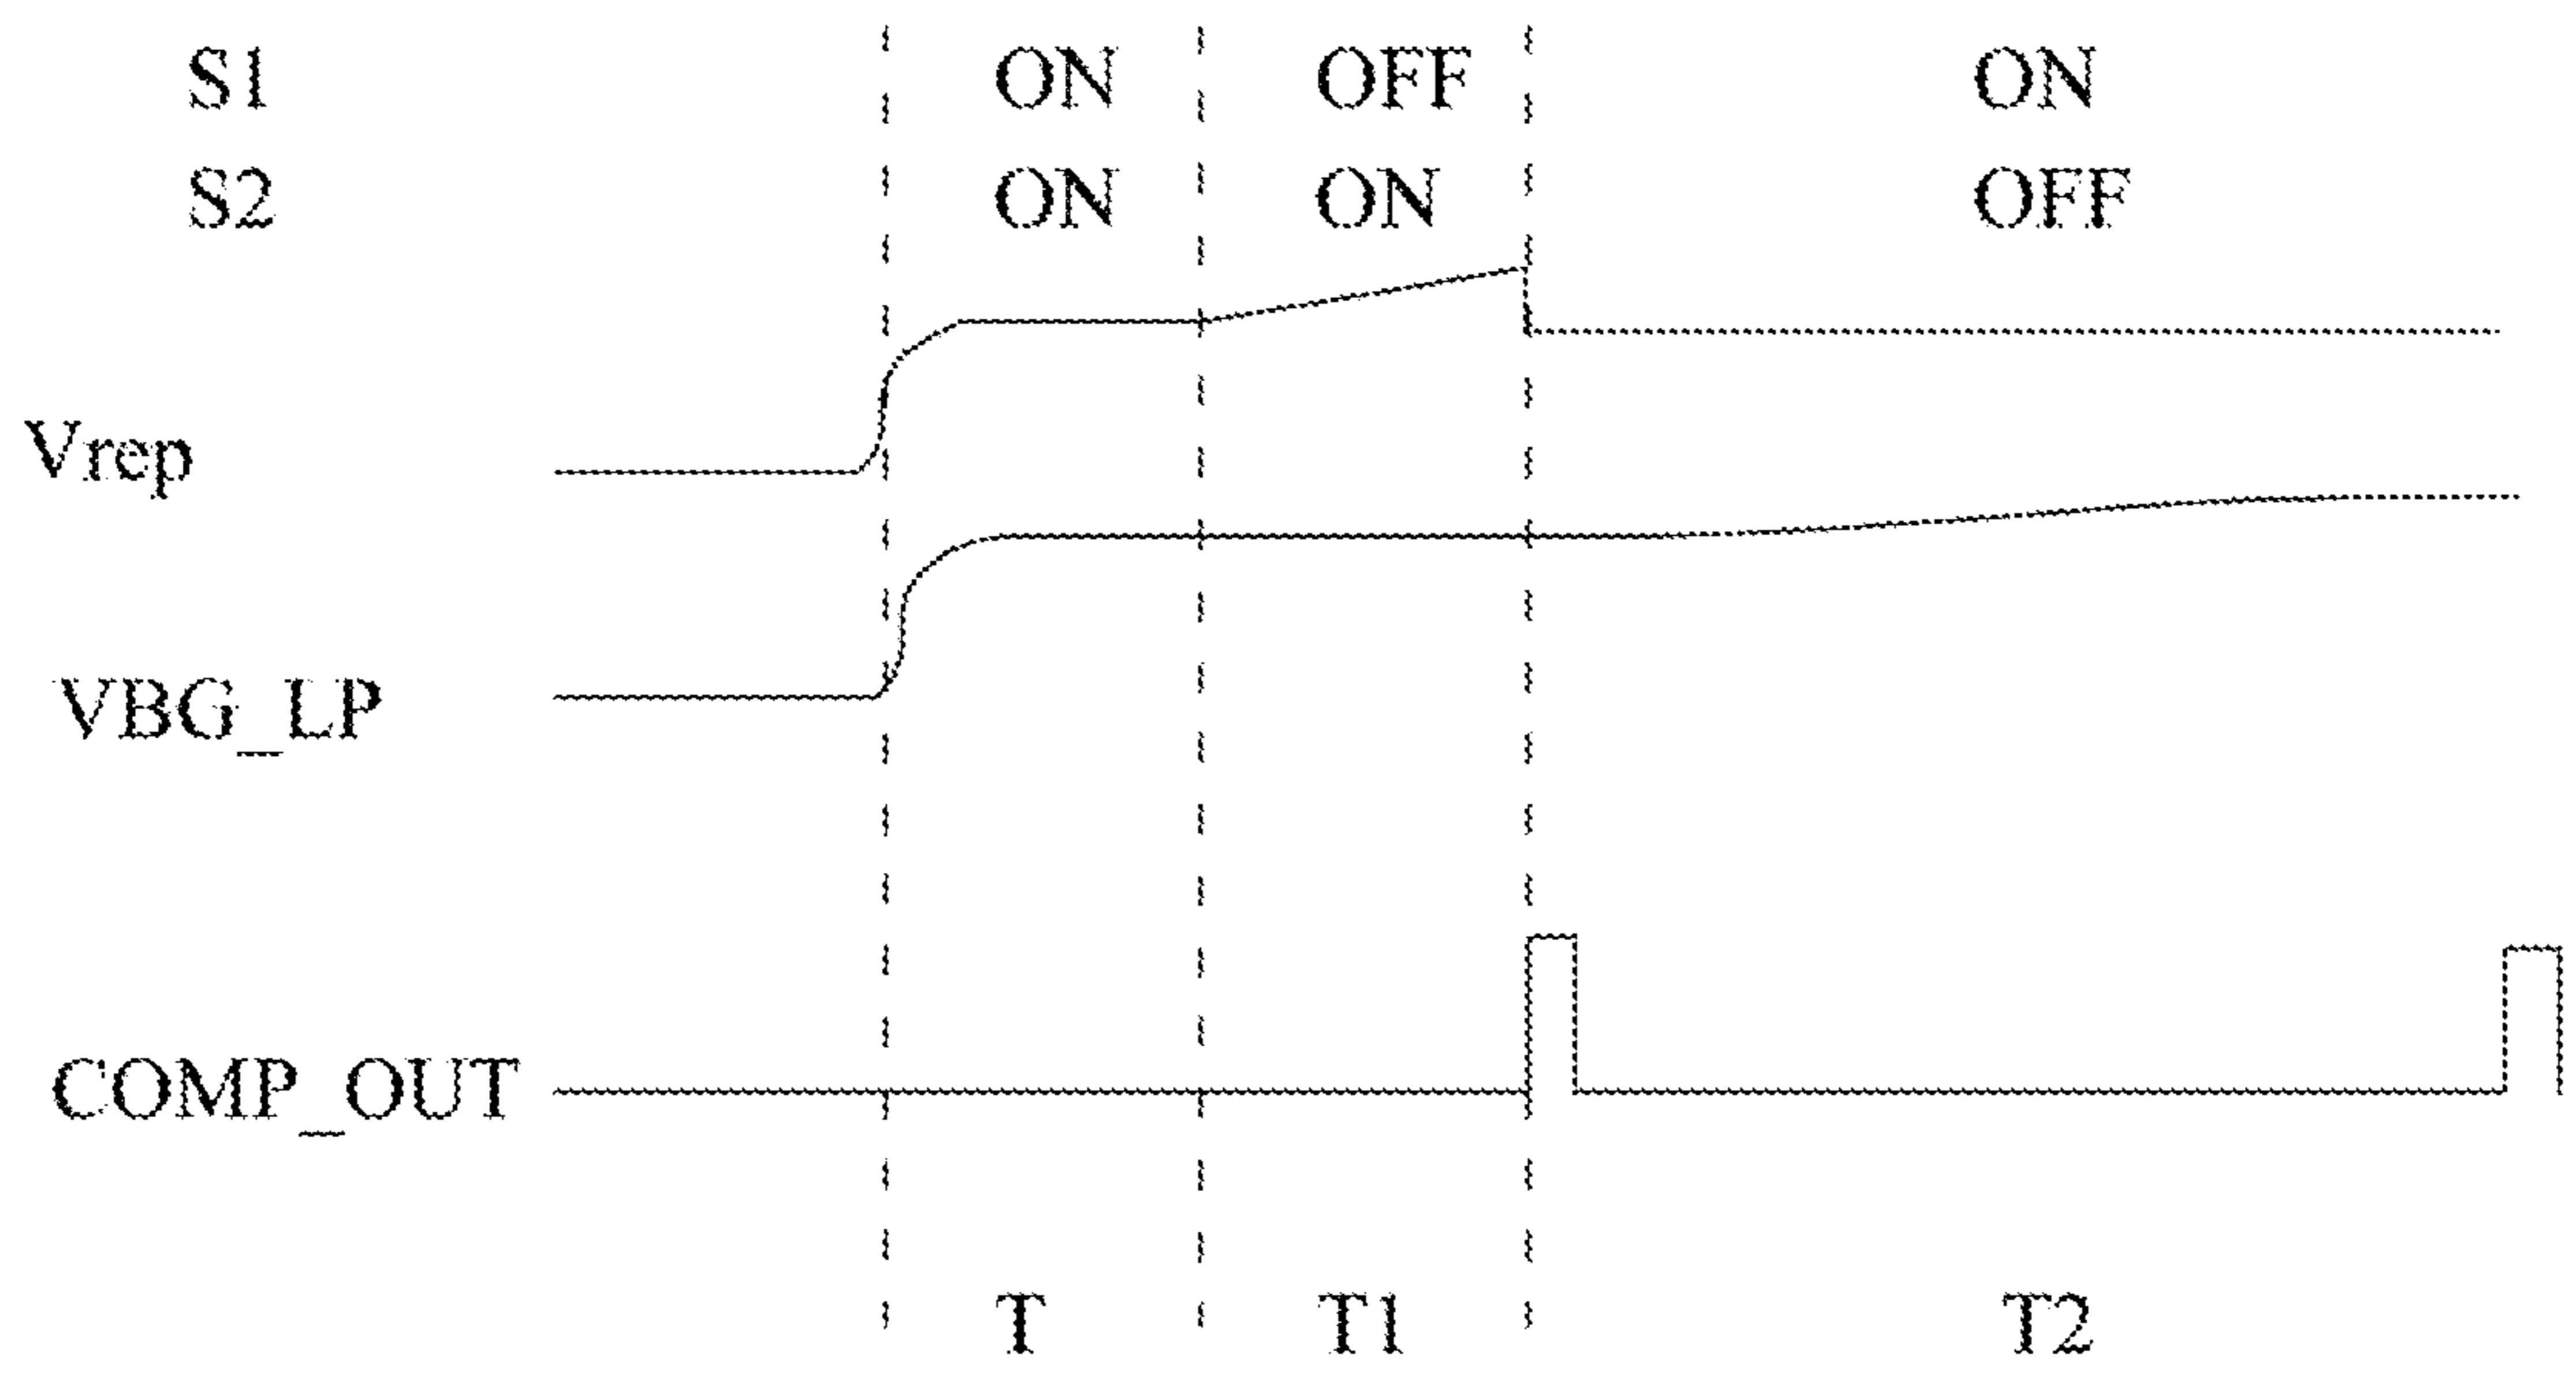 S1 ON OFF ON
S2 ON ON OFF
Vrep
VBG_LP
COMP_OUT
T T1 T2